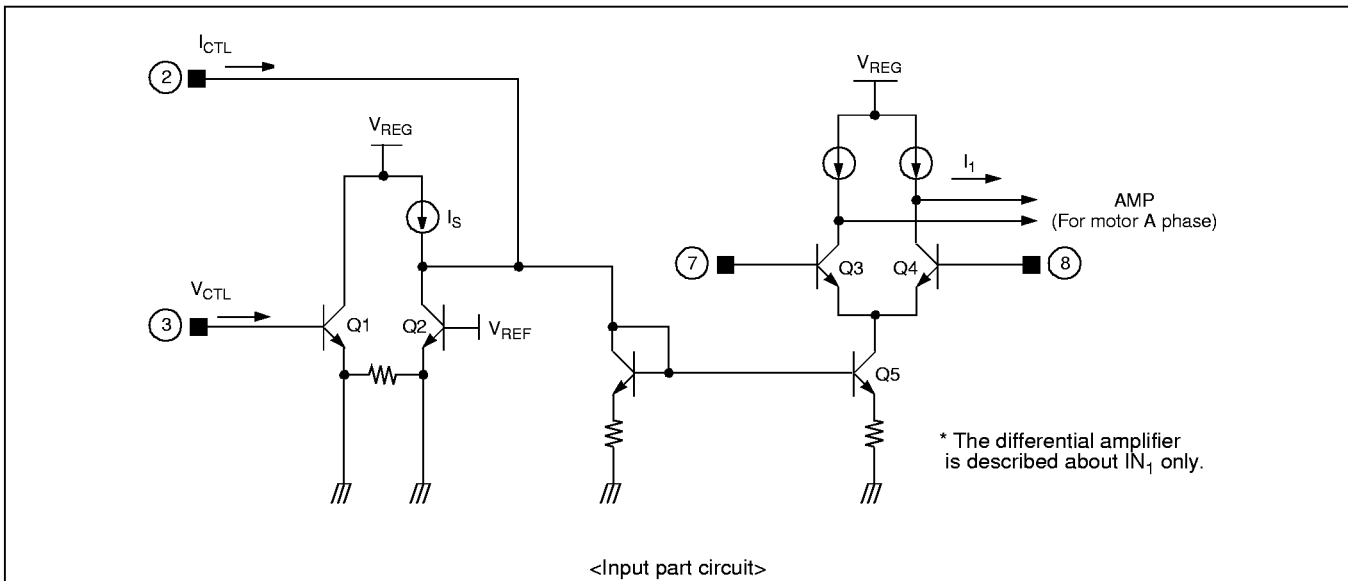 I_CTL
2
V_REG
V_REG
I_1
AMP
(For motor A phase)
I_S
7
Q3
Q4
8
V_CTL
3
Q1
Q2
V_REF
Q5
* The differential amplifier
is described about IN_1 only.
<Input part circuit>